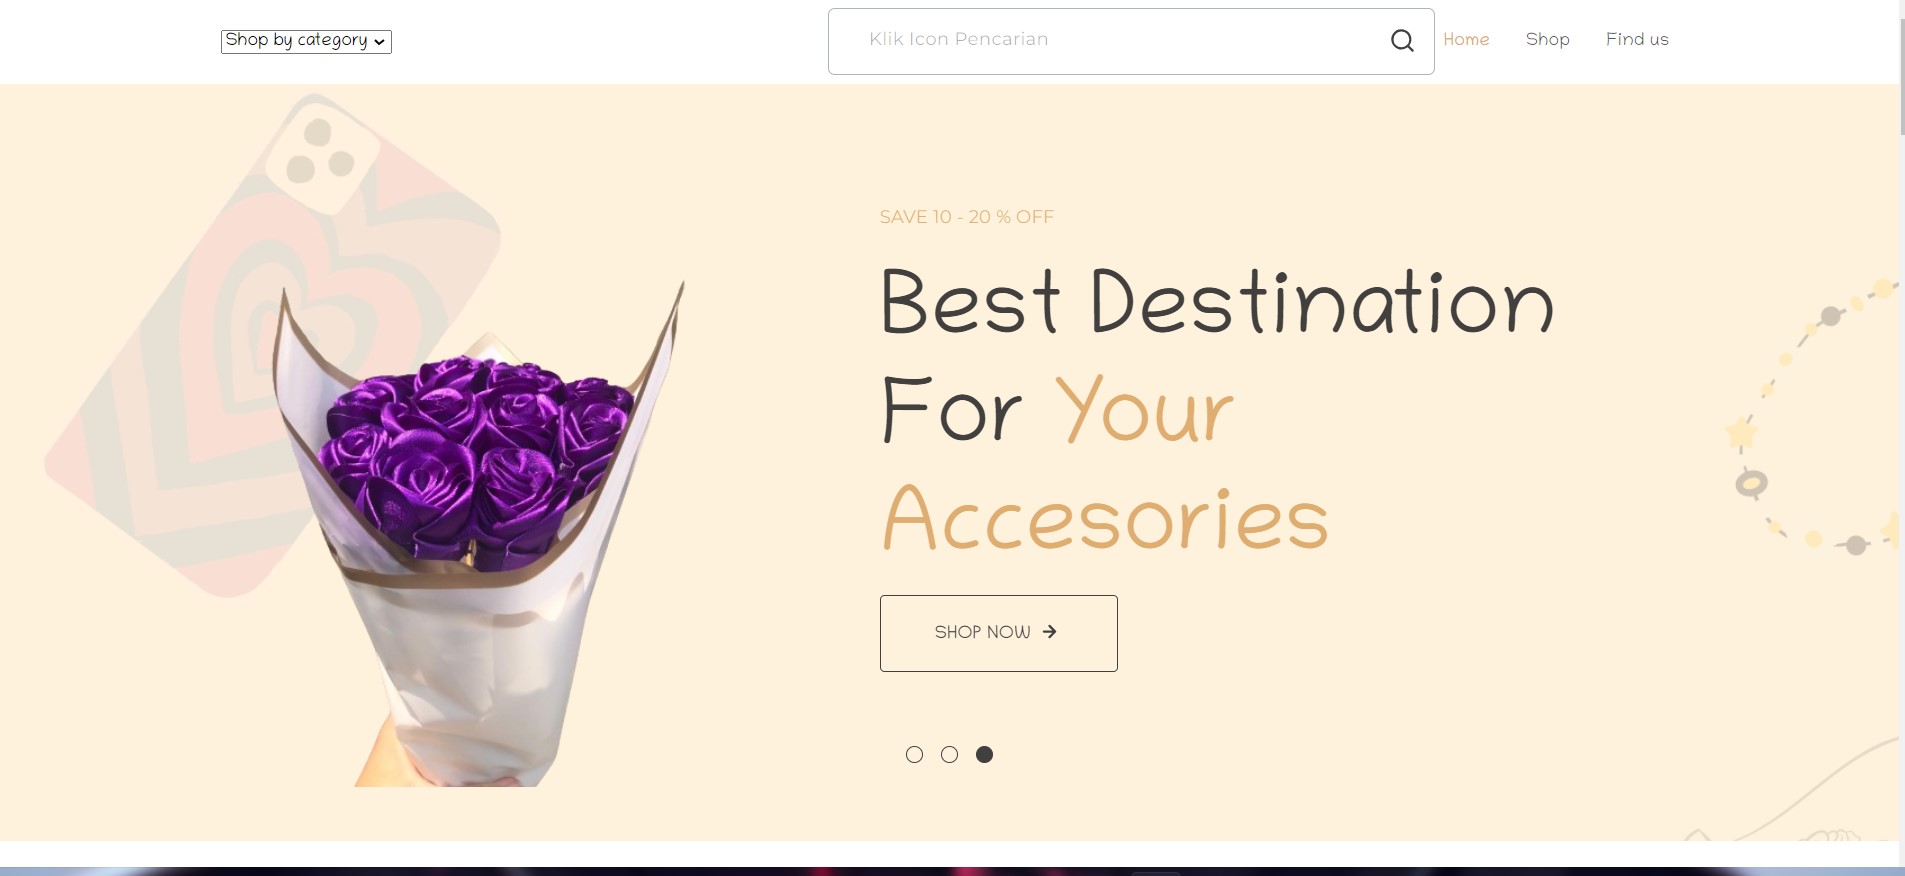 Shop by category
Klik Icon Pencarian
Home
Shop
Find us
SAVE 10 - 20 % OFF
Best Destination
For Your
Accesories
SHOP NOW